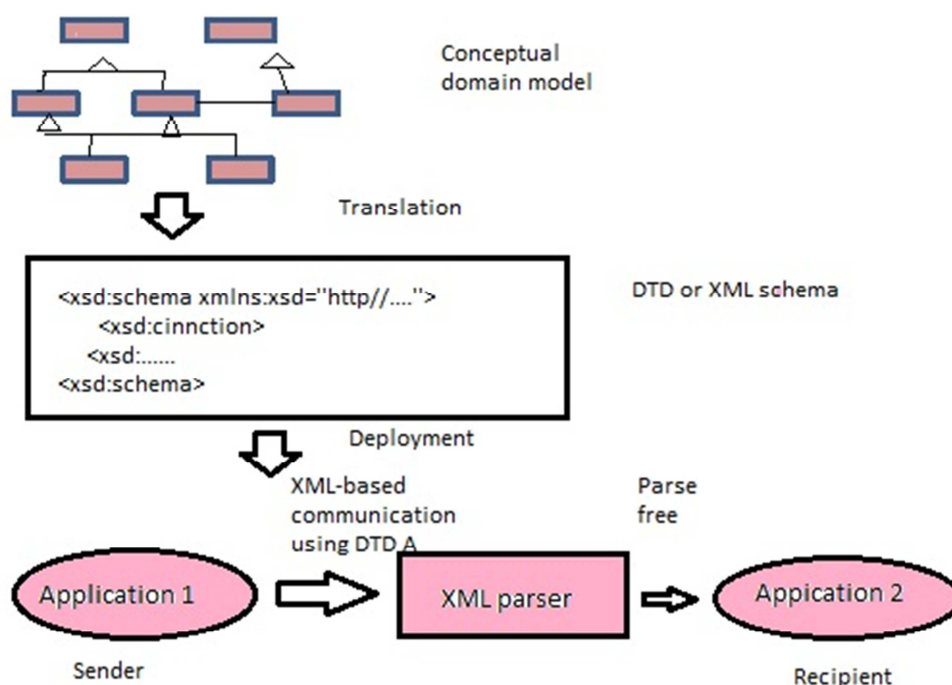 Conceptual
domain model
Translation
<xsd:schema xmlns:xsd="http//....">
<xsd:cinnction>
<xsd:......
<xsd:schema>
DTD or XML schema
Deployment
XML-based
communication
using DTD A
Parse
free
Application 1
XML parser
Appication 2
Sender
Recipient